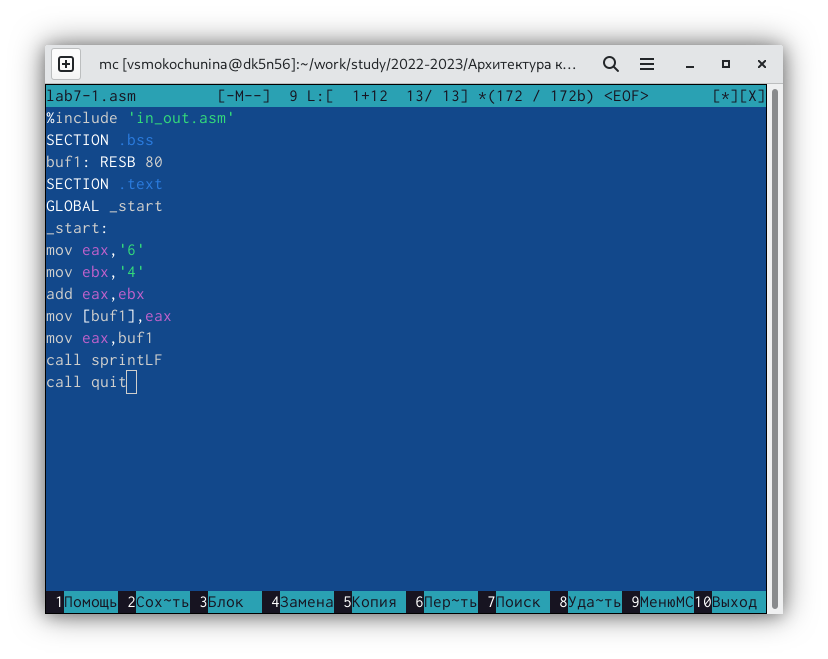 mc [vsmokochunina@dk5n56]:~/work/study/2022-2023/Архитектура к...
lab7-1.asm [-M--] 9 L:[ 1+12 13/ 13] *(172 / 172b) <EOF> [*][X]
%include 'in_out.asm'
SECTION .bss
buf1: RESB 80
SECTION .text
GLOBAL _start
_start:
mov eax,'6'
mov ebx,'4'
add eax,ebx
mov [buf1],eax
mov eax,buf1
call sprintLF
call quit
1Помощь 2Сох~ть 3Блок 4Замена 5Копия 6Пер~ть 7Поиск 8Уда~ть 9МенюМС10Выход